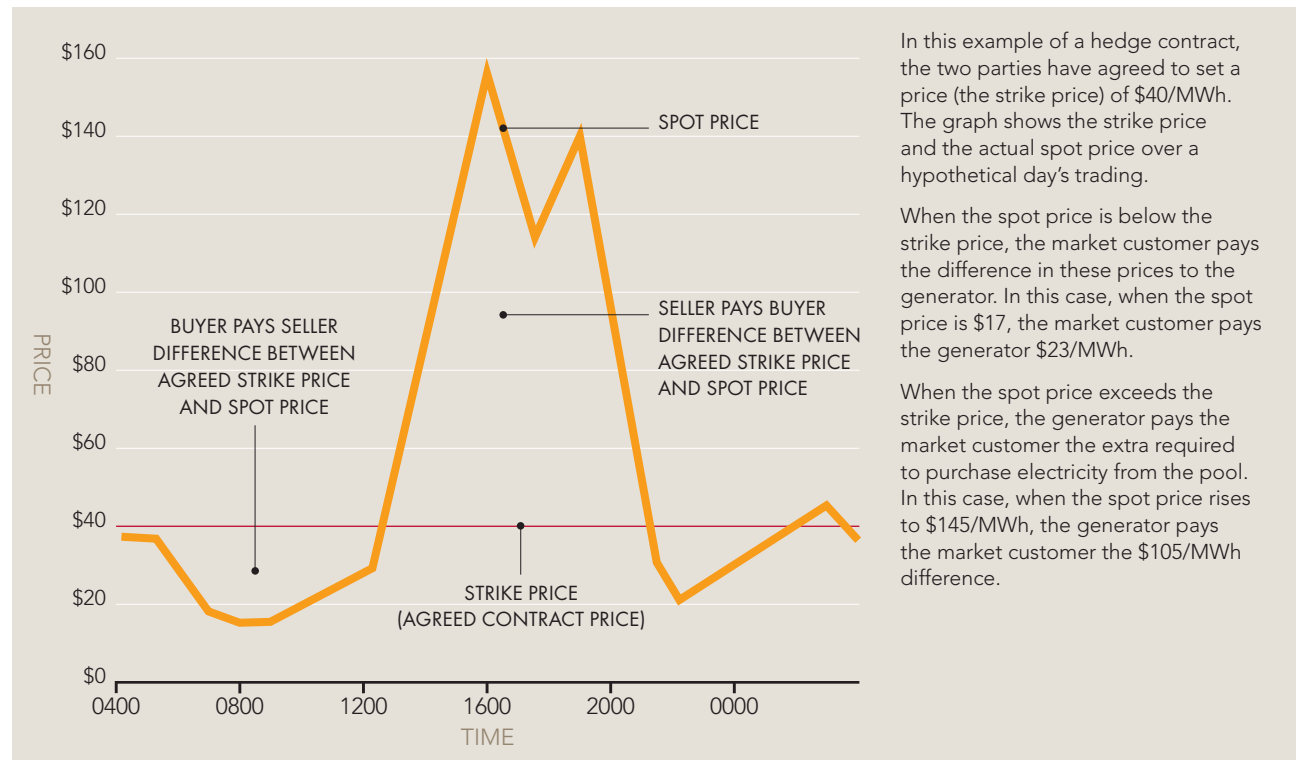 $160
$140
$120
$100
$80
$60
$40
$20
$0
PRICE
0400
0800
1200
1600
2000
0000
TIME
SPOT PRICE
BUYER PAYS SELLER
DIFFERENCE BETWEEN
AGREED STRIKE PRICE
AND SPOT PRICE
SELLER PAYS BUYER
DIFFERENCE BETWEEN
AGREED STRIKE PRICE
AND SPOT PRICE
STRIKE PRICE
(AGREED CONTRACT PRICE)
In this example of a hedge contract,
the two parties have agreed to set a
price (the strike price) of $40/MWh.
The graph shows the strike price
and the actual spot price over a
hypothetical day’s trading.
When the spot price is below the
strike price, the market customer pays
the difference in these prices to the
generator. In this case, when the spot
price is $17, the market customer pays
the generator $23/MWh.
When the spot price exceeds the
strike price, the generator pays the
market customer the extra required
to purchase electricity from the pool.
In this case, when the spot price rises
to $145/MWh, the generator pays
the market customer the $105/MWh
difference.